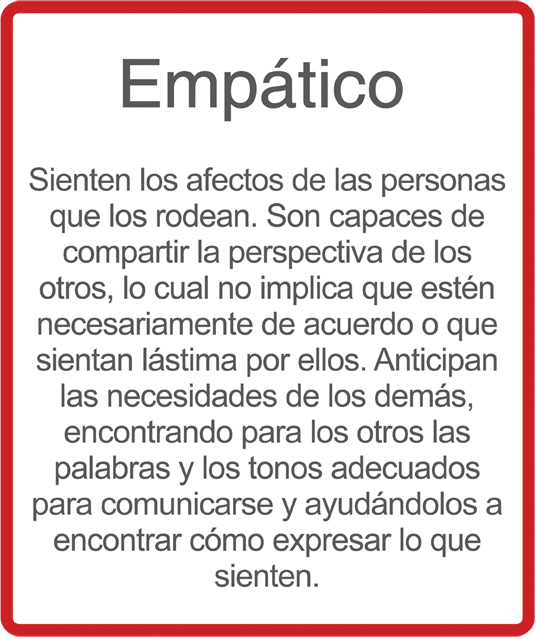 Empático
Sienten los afectos de las personas
que los rodean. Son capaces de
compartir la perspectiva de los
otros, lo cual no implica que estén
necesariamente de acuerdo o que
sientan lástima por ellos. Anticipan
las necesidades de los demás,
encontrando para los otros las
palabras y los tonos adecuados
para comunicarse y ayudándolos a
encontrar cómo expresar lo que
sienten.